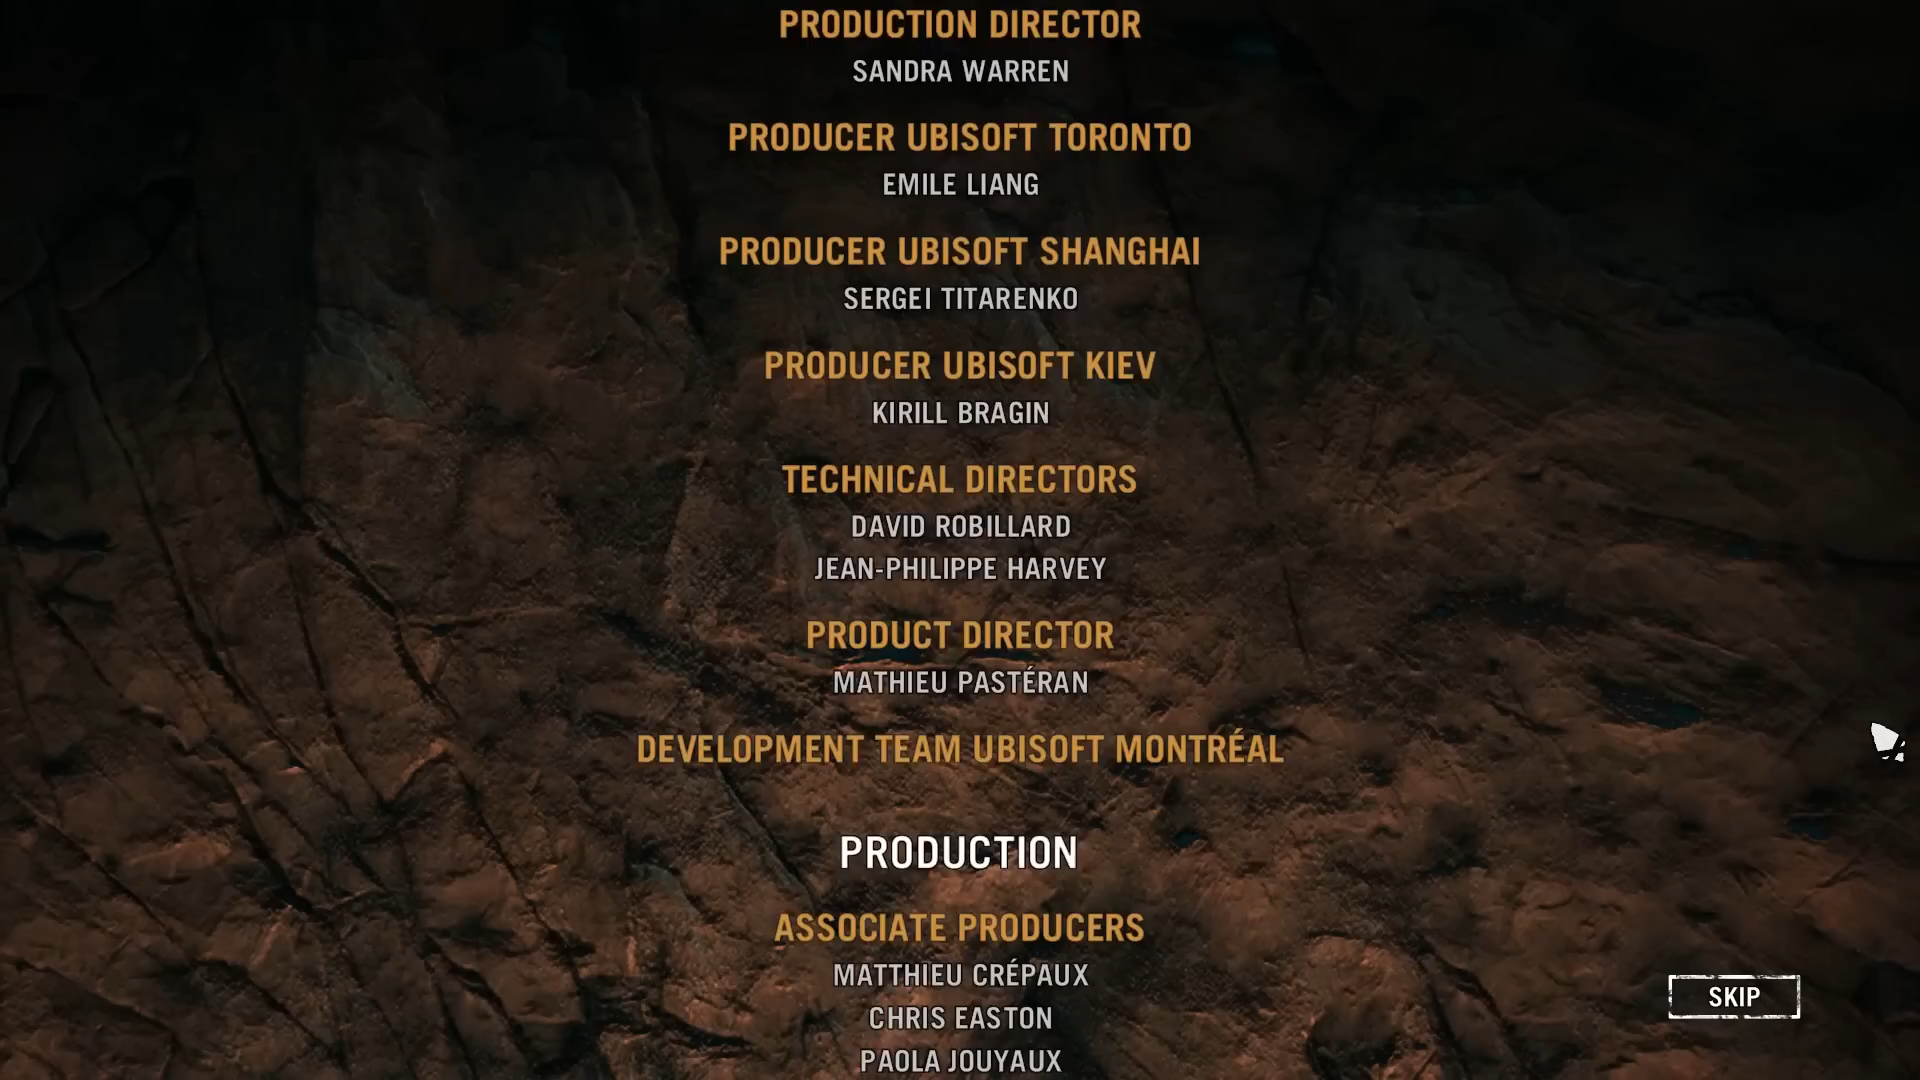 PRODUCTION DIRECTOR
SANDRA WARREN
PRODUCER UBISOFT TORONTO
EMILE LIANG
PRODUCER UBISOFT SHANGHAI
SERGEI TITARENKO
PRODUCER UBISOFT KIEV
KIRILL BRAGIN
TECHNICAL DIRECTORS
DAVID ROBILLARD
JEAN-PHILIPPE HARVEY
PRODUCT DIRECTOR
MATHIEU PASTÉRAN
DEVELOPMENT TEAM UBISOFT MONTRÉAL
PRODUCTION
ASSOCIATE PRODUCERS
MATTHIEU CRÉPAUX
CHRIS EASTON
PAOLA JOUYAUX
SKIP